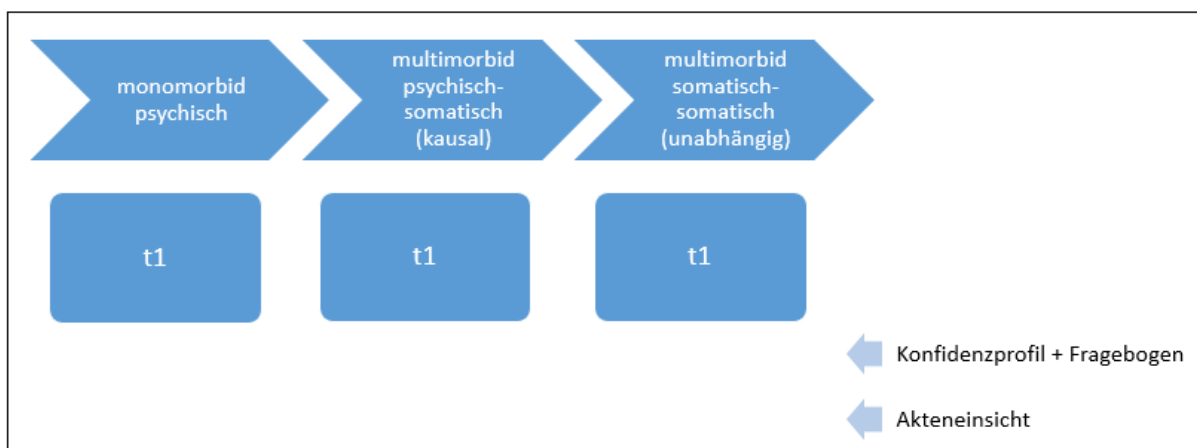 monomorbid
psychisch
multimorbid
psychisch-
somatisch
(kausal)
multimorbid
somatisch-
somatisch
(unabhängig)
t1
t1
t1
Konfidenzprofil + Fragebogen
Akteneinsicht